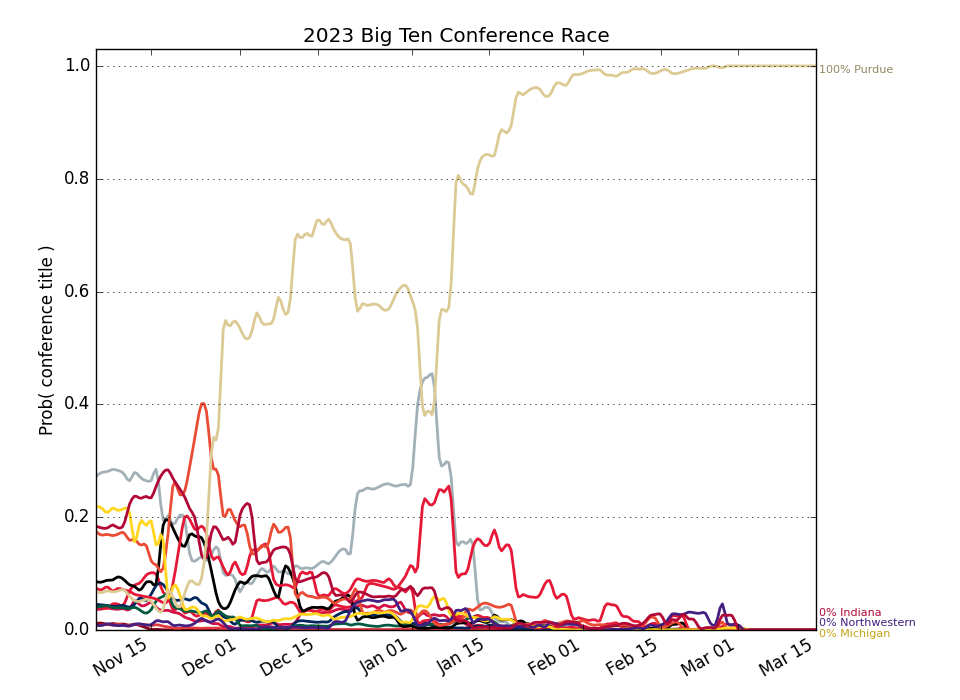 2023 Big Ten Conference Race
Prob( conference title )
1.0
0.8
0.6
0.4
0.2
0.0
100% Purdue
0% Indiana
0% Northwestern
0% Michigan
Nov 15
Dec 01
Dec 15
Jan 01
Jan 15
Feb 01
Feb 15
Mar 01
Mar 15